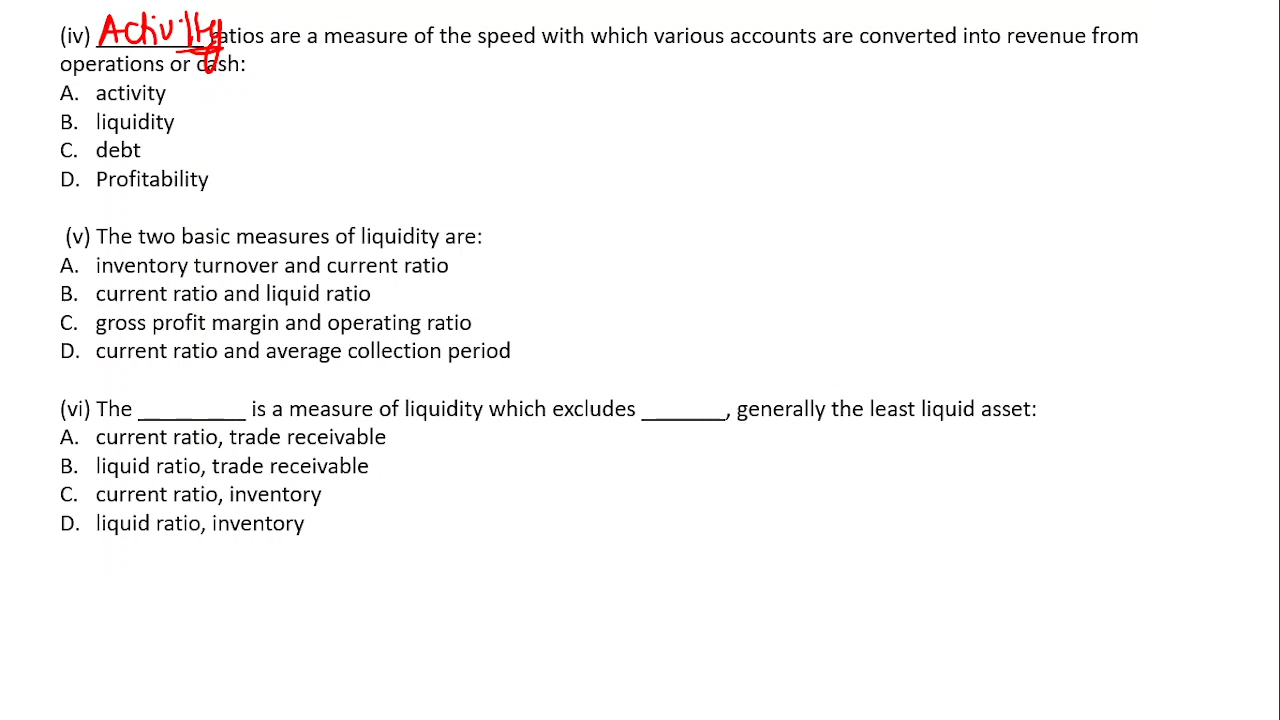 (iv) Activity ratios are a measure of the speed with which various accounts are converted into revenue from
operations or cash:
A. activity
B. liquidity
C. debt
D. Profitability
(v) The two basic measures of liquidity are:
A. inventory turnover and current ratio
B. current ratio and liquid ratio
C. gross profit margin and operating ratio
D. current ratio and average collection period
(vi) The __________ is a measure of liquidity which excludes ________, generally the least liquid asset:
A. current ratio, trade receivable
B. liquid ratio, trade receivable
C. current ratio, inventory
D. liquid ratio, inventory